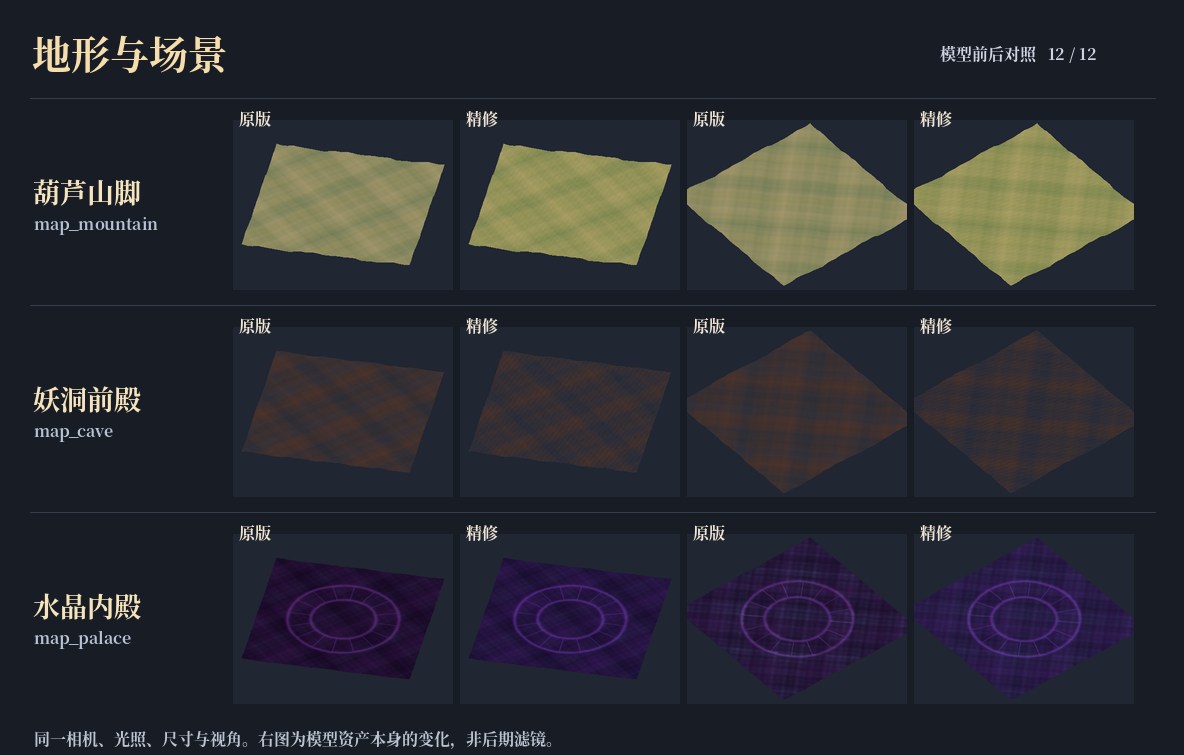 地形与场景
模型前后对照 12 / 12
原版 精修 原版 精修
葫芦山脚
map_mountain
原版 精修 原版 精修
妖洞前殿
map_cave
原版 精修 原版 精修
水晶内殿
map_palace
同一相机、光照、尺寸与视角。右图为模型资产本身的变化，非后期滤镜。